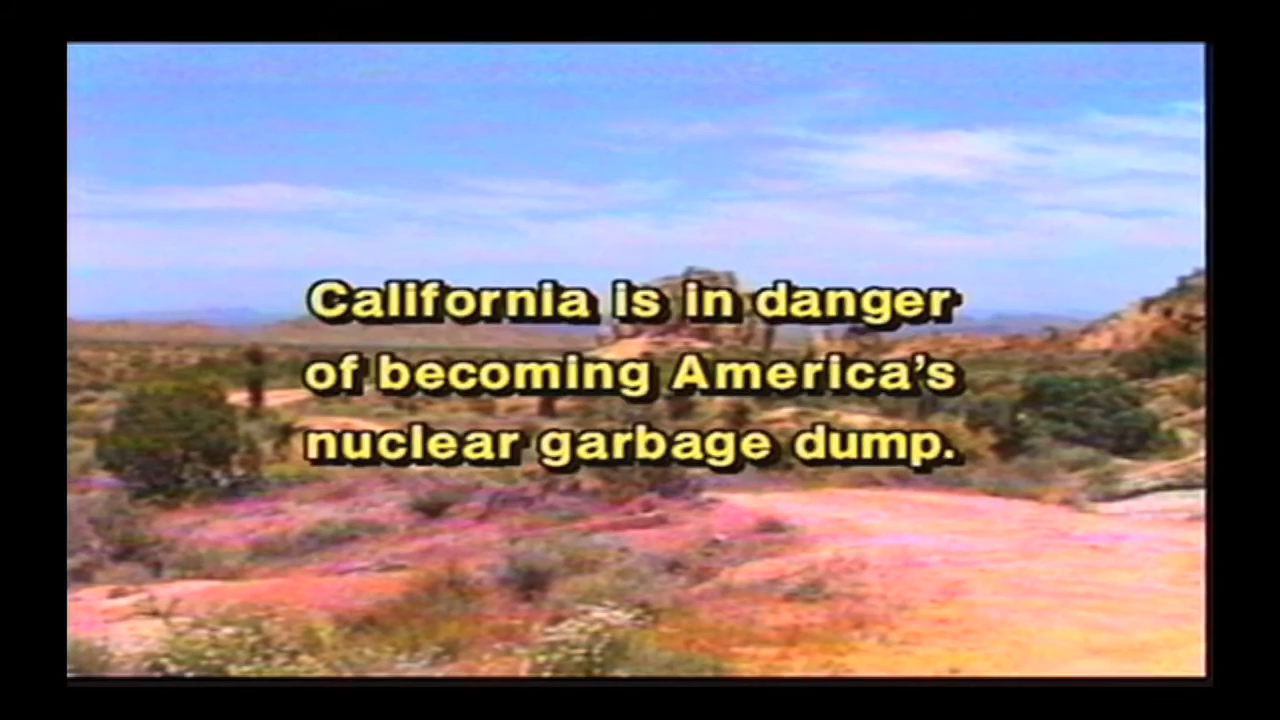 California is in danger
of becoming America's
nuclear garbage dump.